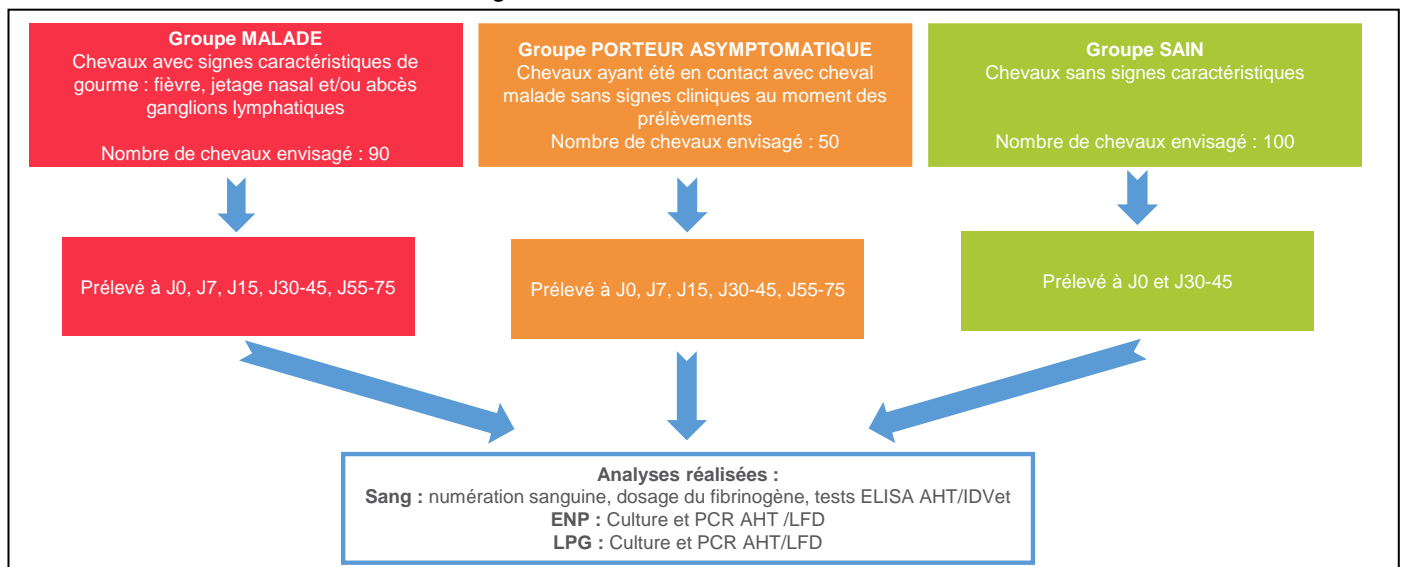 Groupe MALADE
Chevaux avec signes caractéristiques de
gourme : fièvre, jetage nasal et/ou abcès
ganglions lymphatiques
Nombre de chevaux envisagé : 90
Groupe PORTEUR ASYMPTOMATIQUE
Chevaux ayant été en contact avec cheval
malade sans signes cliniques au moment des
prélèvements
Nombre de chevaux envisagé : 50
Groupe SAIN
Chevaux sans signes caractéristiques
Nombre de chevaux envisagé : 100
Prélevé à J0, J7, J15, J30-45, J55-75
Prélevé à J0, J7, J15, J30-45, J55-75
Prélevé à J0 et J30-45
Analyses réalisées :
Sang : numération sanguine, dosage du fibrinogène, tests ELISA AHT/IDVet
ENP : Culture et PCR AHT /LFD
LPG : Culture et PCR AHT/LFD